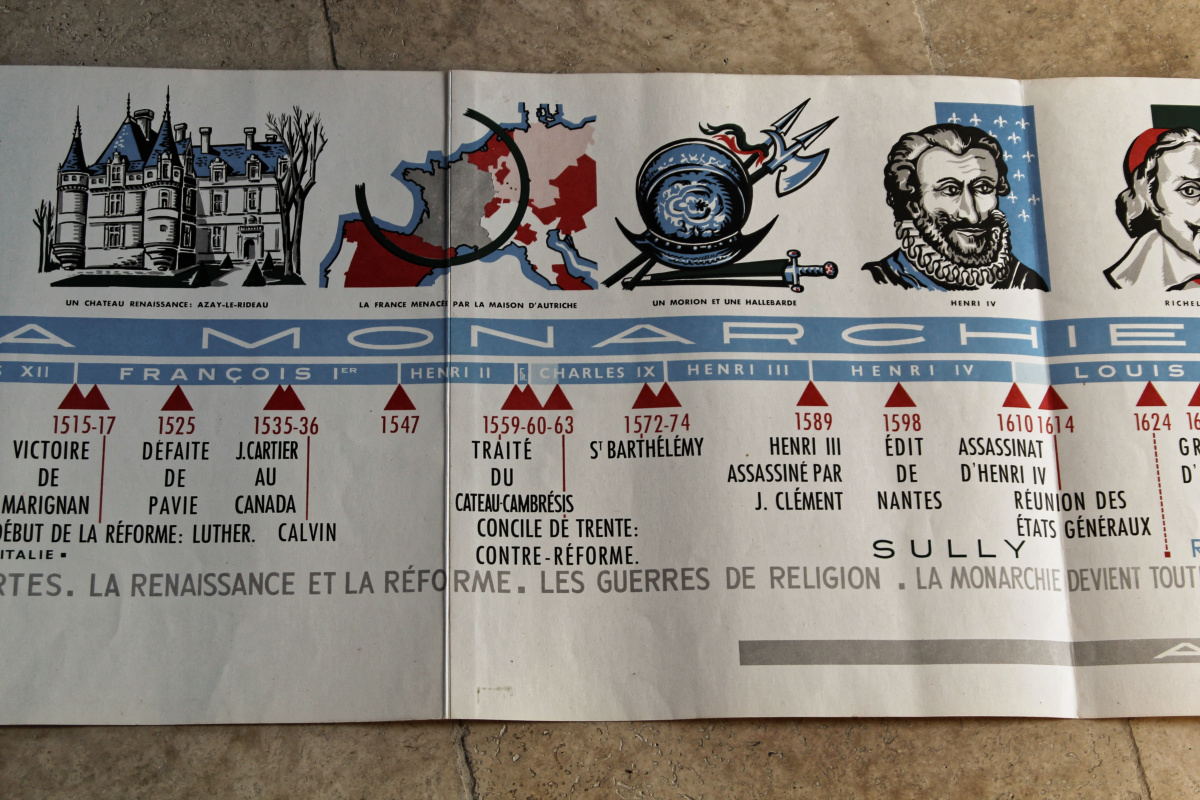 UN CHATEAU RENAISSANCE: AZAY-LE-RIDEAU
LA FRANCE MENACÉE PAR LA MAISON D'AUTRICHE
UN MORION ET UNE HALLEBARDE
HENRI IV
RICHEL
A MONARCHIE
S XII FRANÇOIS IER HENRI II CHARLES IX HENRI III HENRI IV LOUIS
1515-17 1525 1535-36 1547 1559-60-63 1572-74 1589 1598 1610 1614 1624
VICTOIRE
DE
MARIGNAN
DÉFAITE
DE
PAVIE
J.CARTIER
AU
CANADA
DÉBUT DE LA RÉFORME: LUTHER. CALVIN
ITALIE
TRAITÉ
DU
CATEAU-CAMBRÉSIS
CONCILE DE TRENTE:
CONTRE-RÉFORME.
ST BARTHÉLÉMY
HENRI III
ASSASSINÉ PAR
J. CLÉMENT
ÉDIT
DE
NANTES
ASSASSINAT
D'HENRI IV
RÉUNION DES
ÉTATS GÉNÉRAUX
GR
D'
SULLY
R
RTES. LA RENAISSANCE ET LA RÉFORME. LES GUERRES DE RELIGION. LA MONARCHIE DEVIENT TOUT
A